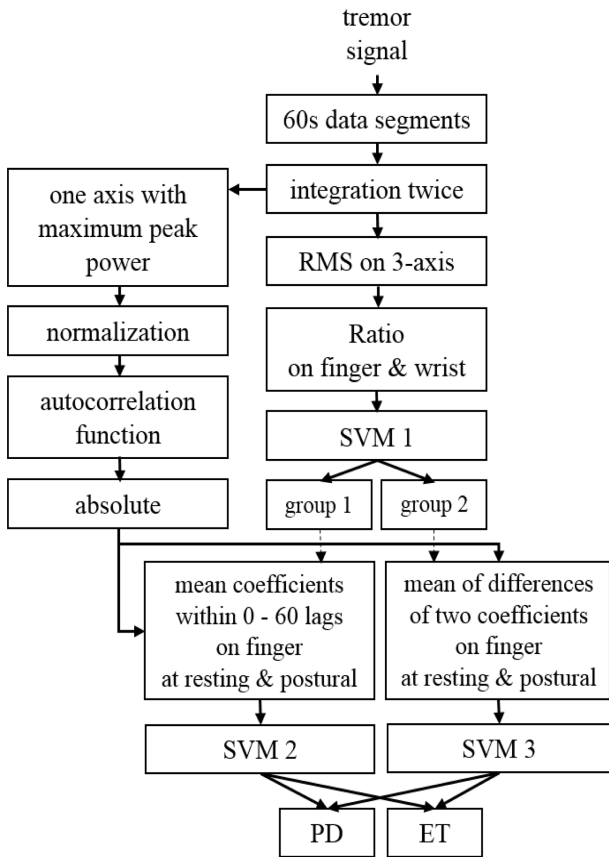 tremor
signal
60s data segments
integration twice
one axis with
maximum peak
power
RMS on 3-axis
normalization
Ratio
on finger & wrist
autocorrelation
function
SVM 1
absolute
group 1
group 2
mean coefficients
within 0 - 60 lags
on finger
at resting & postural
mean of differences
of two coefficients
on finger
at resting & postural
SVM 2
SVM 3
PD
ET